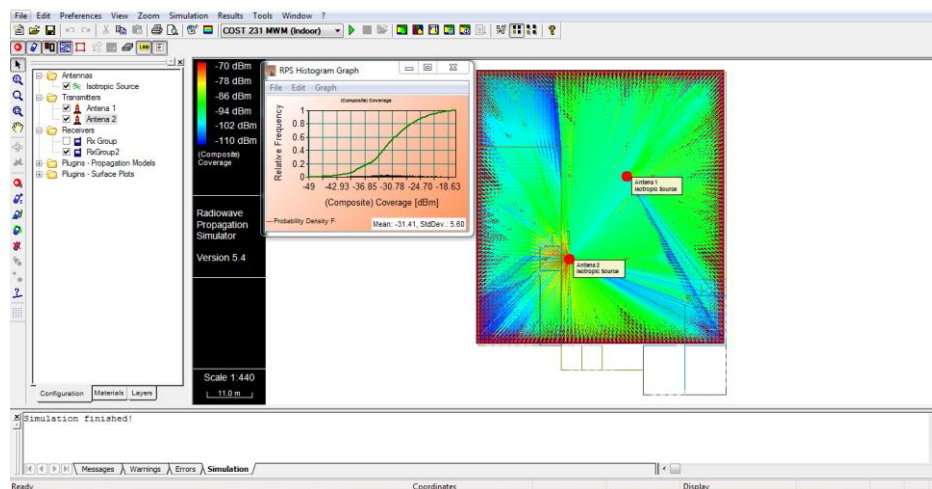 File Edit Preferences View Zoom Simulation Results Tools Window ?
COST 231 MWM (Indoor)
Antennas
Isotropic Source
Transmitters
Antena 1
Antena 2
Receivers
Rx Group
RxGroup2
Plugins - Propagation Models
Plugins - Surface Plots
Configuration Materials Layers
-70 dBm
-78 dBm
-86 dBm
-94 dBm
-102 dBm
-110 dBm
(Composite)
Coverage
Radiowave
Propagation
Simulator
Version 5.4
Scale 1:440
11.0 m
RPS Histogram Graph
File Edit Graph
(Composite) Coverage
Relative Frequency
1
0.8
0.6
0.4
0.2
0
-49 -42.93 -36.85 -30.78 -24.70 -18.63
(Composite) Coverage [dBm]
Probability Density F
Mean: -31.41, StdDev.: 5.60
Antena 1
Isotropic Source
Antena 2
Isotropic Source
Simulation finished!
Messages Warnings Errors Simulation
Ready Coordinates Display